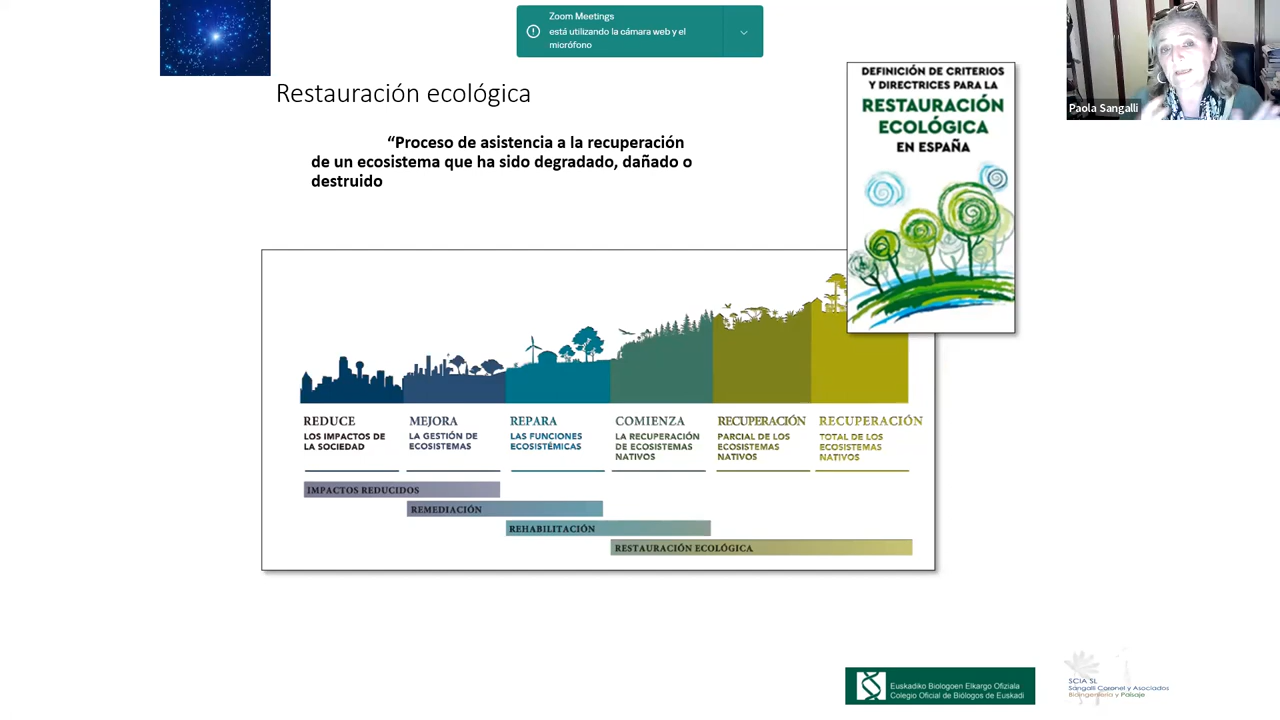 Zoom Meetings
está utilizando la cámara web y el
micrófono
Paola Sangalli
Restauración ecológica
“Proceso de asistencia a la recuperación
de un ecosistema que ha sido degradado, dañado o
destruido
DEFINICIÓN DE CRITERIOS
Y DIRECTRICES PARA LA
RESTAURACIÓN
ECOLÓGICA
EN ESPAÑA
REDUCE
LOS IMPACTOS DE
LA SOCIEDAD
MEJORA
LA GESTIÓN DE
ECOSISTEMAS
REPARA
LAS FUNCIONES
ECOSISTÉMICAS
COMIENZA
LA RECUPERACIÓN
DE ECOSISTEMAS
NATIVOS
RECUPERACIÓN
PARCIAL DE LOS
ECOSISTEMAS
NATIVOS
RECUPERACIÓN
TOTAL DE LOS
ECOSISTEMAS
NATIVOS
IMPACTOS REDUCIDOS
REMEDIACIÓN
REHABILITACIÓN
RESTAURACIÓN ECOLÓGICA
Euskadiko Biologoen Elkargo Ofiziala
Colegio Oficial de Biólogos de Euskadi
SCIA SL
Sangalli Coronel y Asociados
Bioingeniería y Paisaje